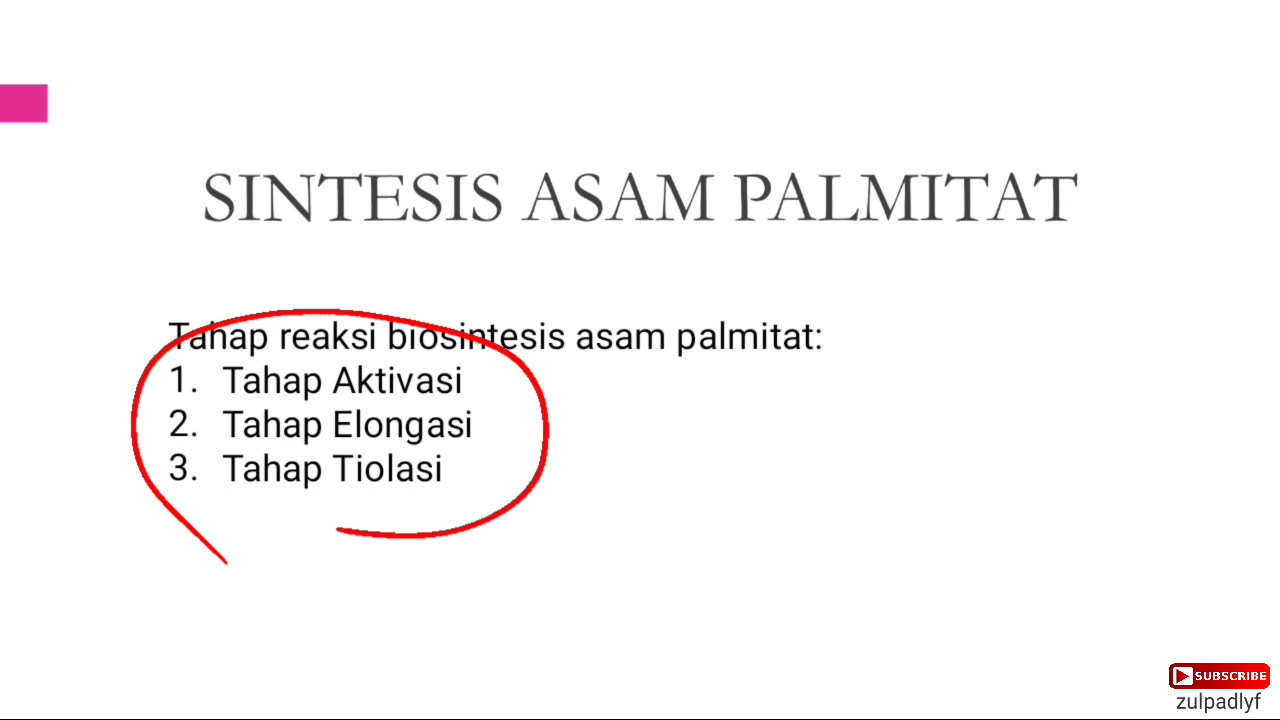 SINTESIS ASAM PALMITAT
Tahap reaksi biosintesis asam palmitat:
1. Tahap Aktivasi
2. Tahap Elongasi
3. Tahap Tiolasi
SUBSCRIBE
zulpadlyf